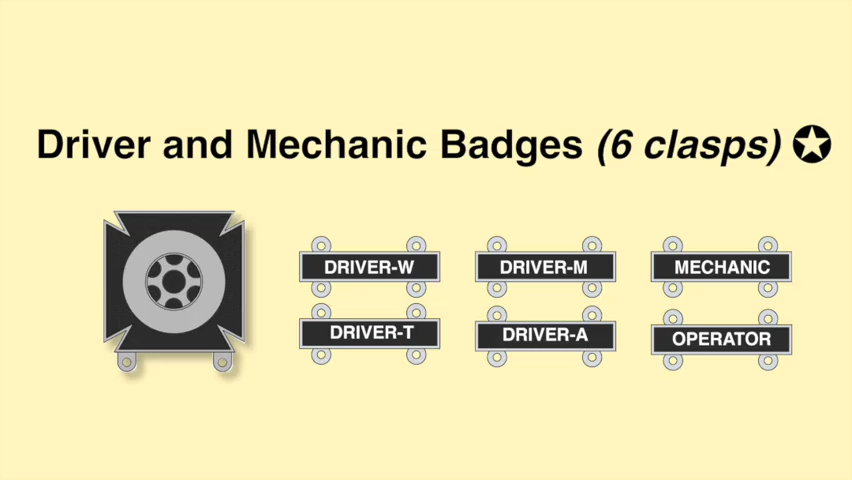 Driver and Mechanic Badges (6 clasps) ✪
DRIVER-W DRIVER-M MECHANIC
DRIVER-T DRIVER-A OPERATOR